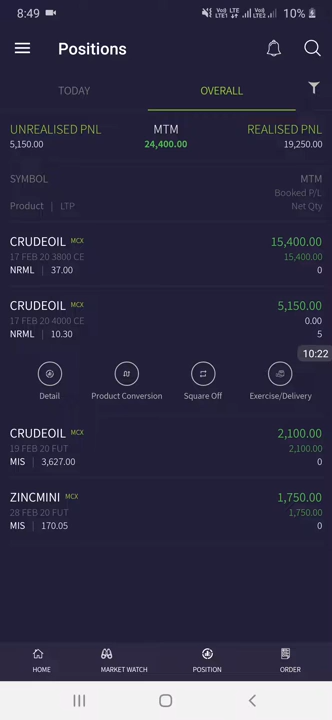 8:49 Vo)) LTE Vo)) 10%
LTE1 LTE2
Positions
TODAY OVERALL
UNREALISED PNL MTM REALISED PNL
5,150.00 24,400.00 19,250.00
SYMBOL MTM
Booked P/L
Product | LTP Net Qty
CRUDEOIL MCX 15,400.00
17 FEB 20 3800 CE 15,400.00
NRML | 37.00 0
CRUDEOIL MCX 5,150.00
17 FEB 20 4000 CE 0.00
NRML | 10.30 5
10:22
Detail Product Conversion Square Off Exercise/Delivery
CRUDEOIL MCX 2,100.00
19 FEB 20 FUT 2,100.00
MIS | 3,627.00 0
ZINCMINI MCX 1,750.00
28 FEB 20 FUT 1,750.00
MIS | 170.05 0
HOME MARKET WATCH POSITION ORDER